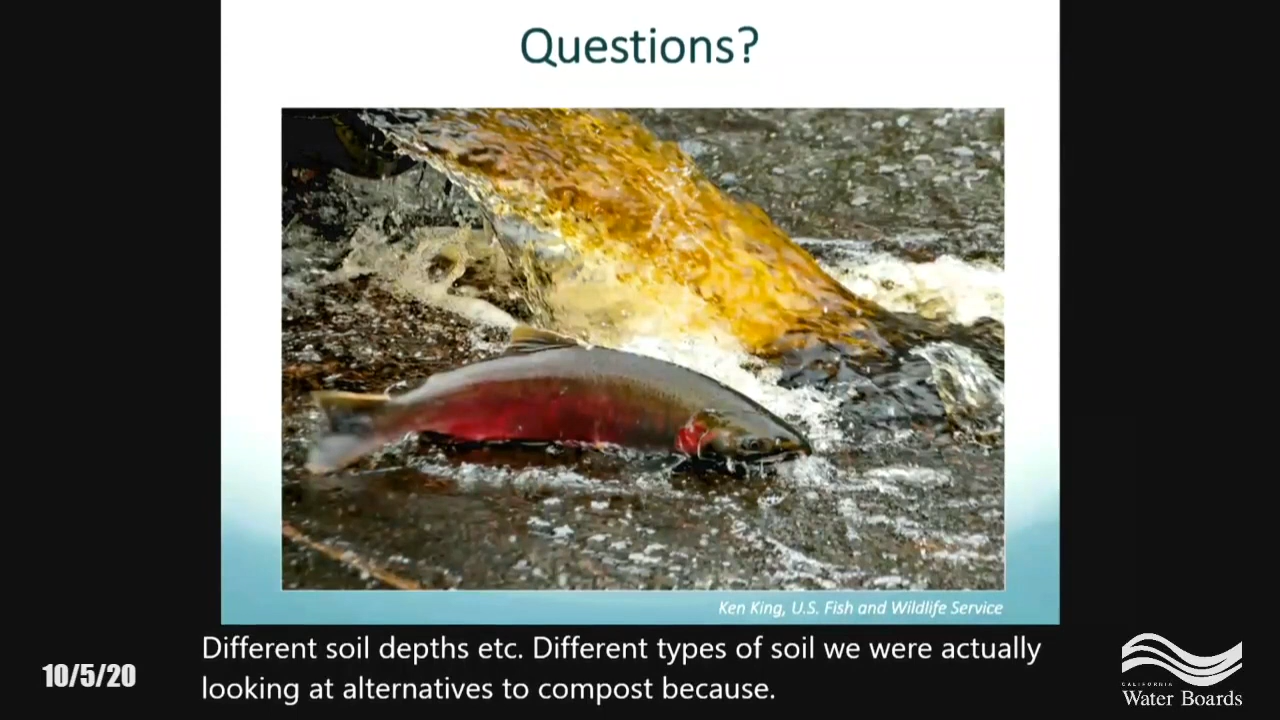 Questions?
Ken King, U.S. Fish and Wildlife Service
Different soil depths etc. Different types of soil we were actually
looking at alternatives to compost because.
10/5/20
CALIFORNIA
Water Boards